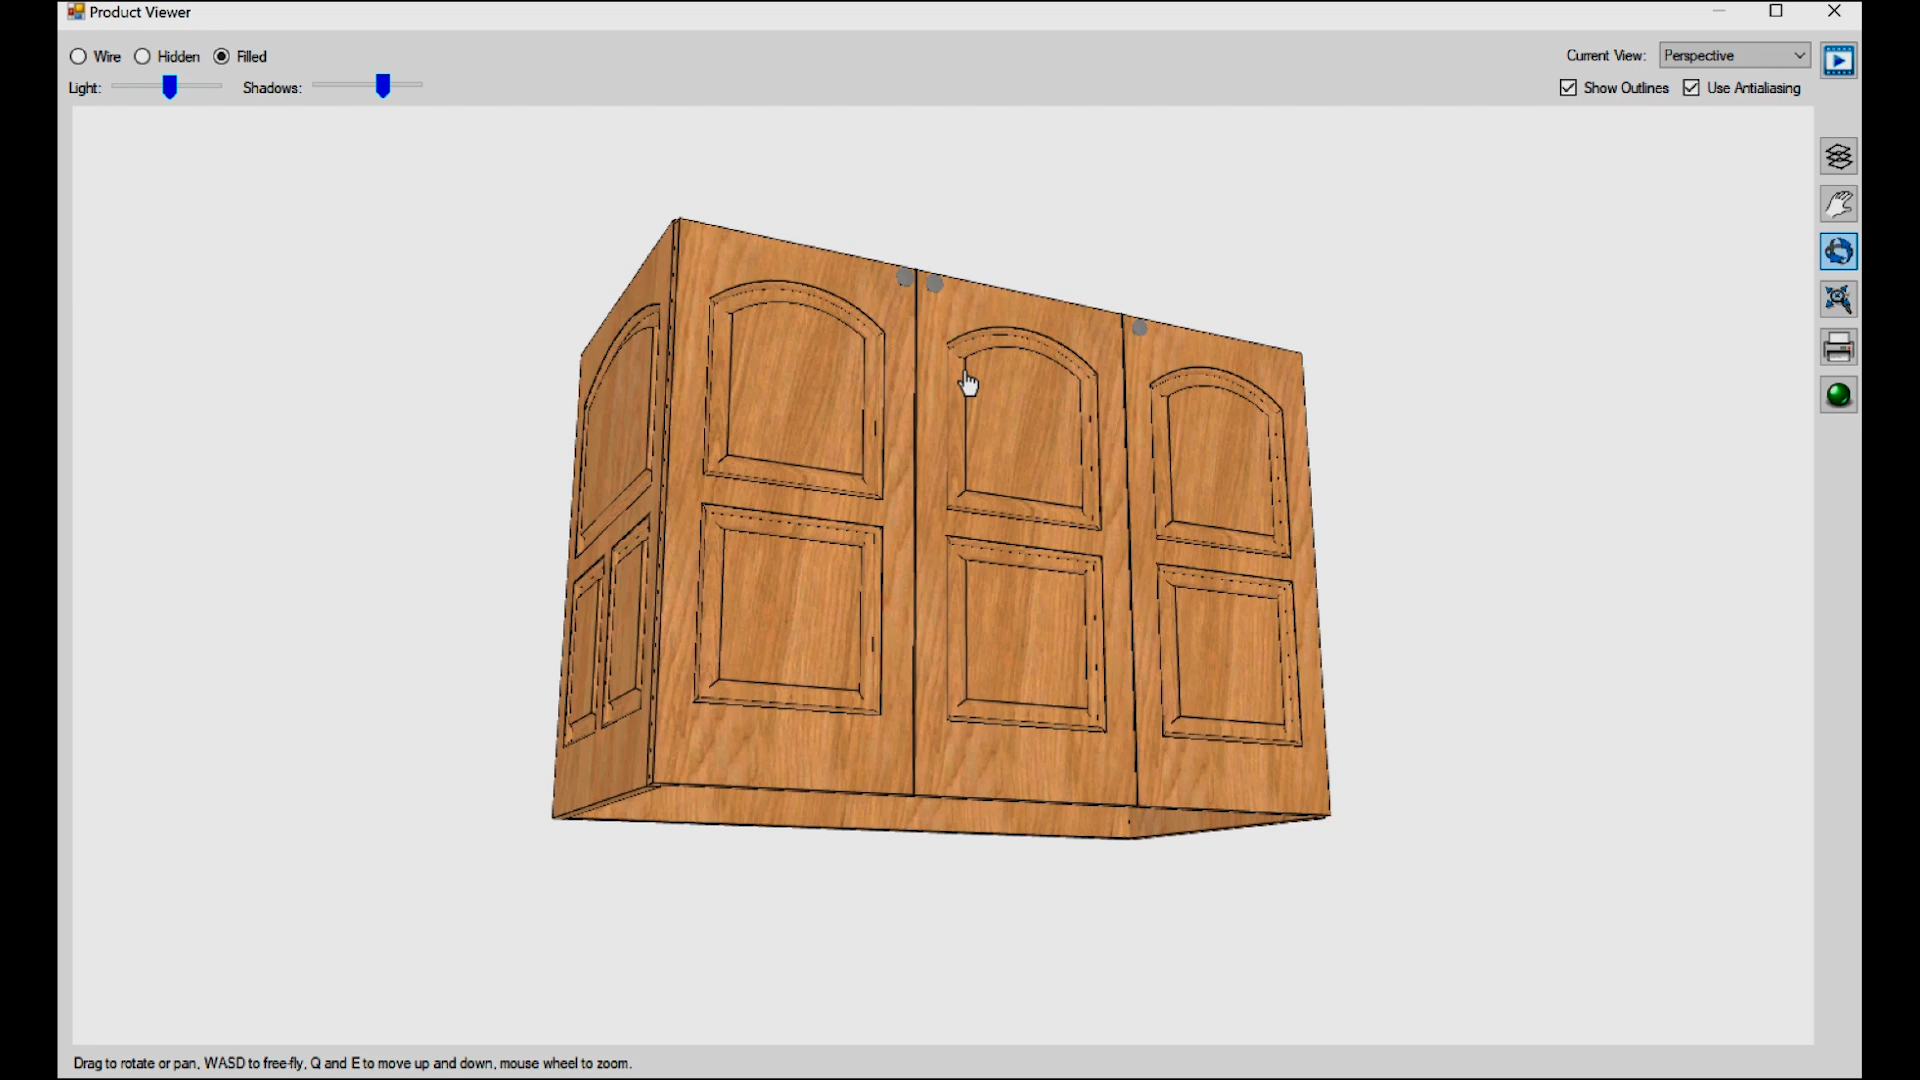 Product Viewer
Wire Hidden Filled
Current View: Perspective
Light: Shadows:
Show Outlines Use Antialiasing
Drag to rotate or pan, WASD to free-fly, Q and E to move up and down, mouse wheel to zoom.